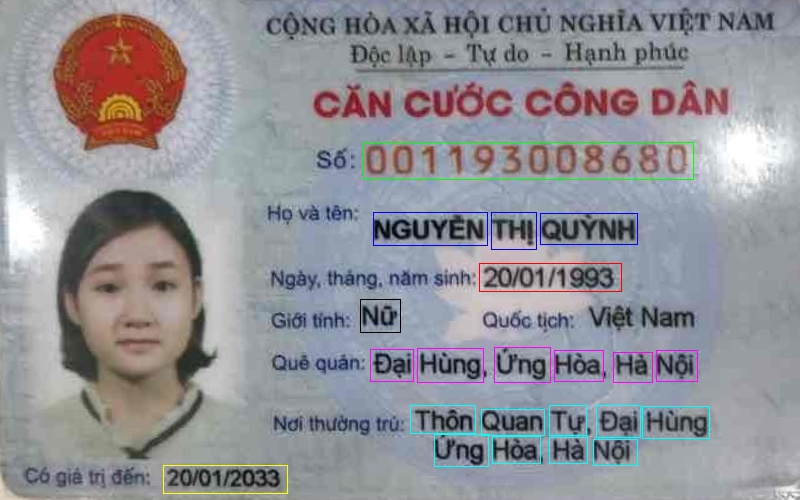 CỘNG HÒA XÃ HỘI CHỦ NGHĨA VIỆT NAM
Độc lập - Tự do - Hạnh phúc
CĂN CƯỚC CÔNG DÂN
Số: 001193008680
Họ và tên: NGUYỄN THỊ QUỲNH
Ngày, tháng, năm sinh: 20/01/1993
Giới tính: Nữ Quốc tịch: Việt Nam
Quê quán: Đại Hùng, Ứng Hòa, Hà Nội
Nơi thường trú: Thôn Quan Tự, Đại Hùng
Ứng Hòa, Hà Nội
Có giá trị đến: 20/01/2033